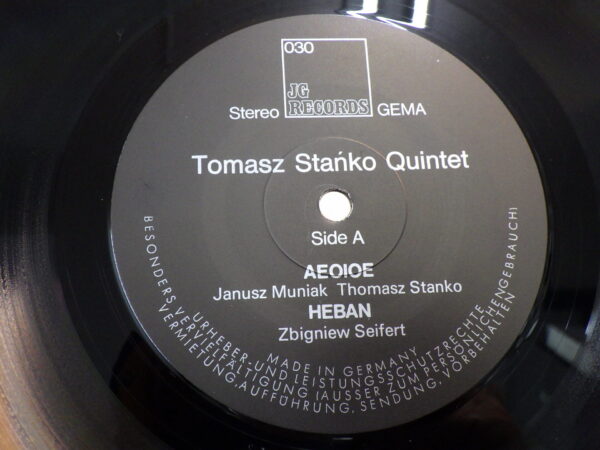 030
JG
RECORDS
Stereo GEMA
Tomasz Stańko Quintet
Side A
AEOIOE
Janusz Muniak Thomasz Stanko
HEBAN
Zbigniew Seifert
MADE IN GERMANY
URHEBER-UND LEISTUNGSSCHUTZRECHTE
BESONDERS VERVIELFÄLTIGUNG (AUSSER ZUM PERSÖNLICHEN GEBRAUCH)
VERMIETUNG, AUFFÜHRUNG, SENDUNG, VORBEHALTEN